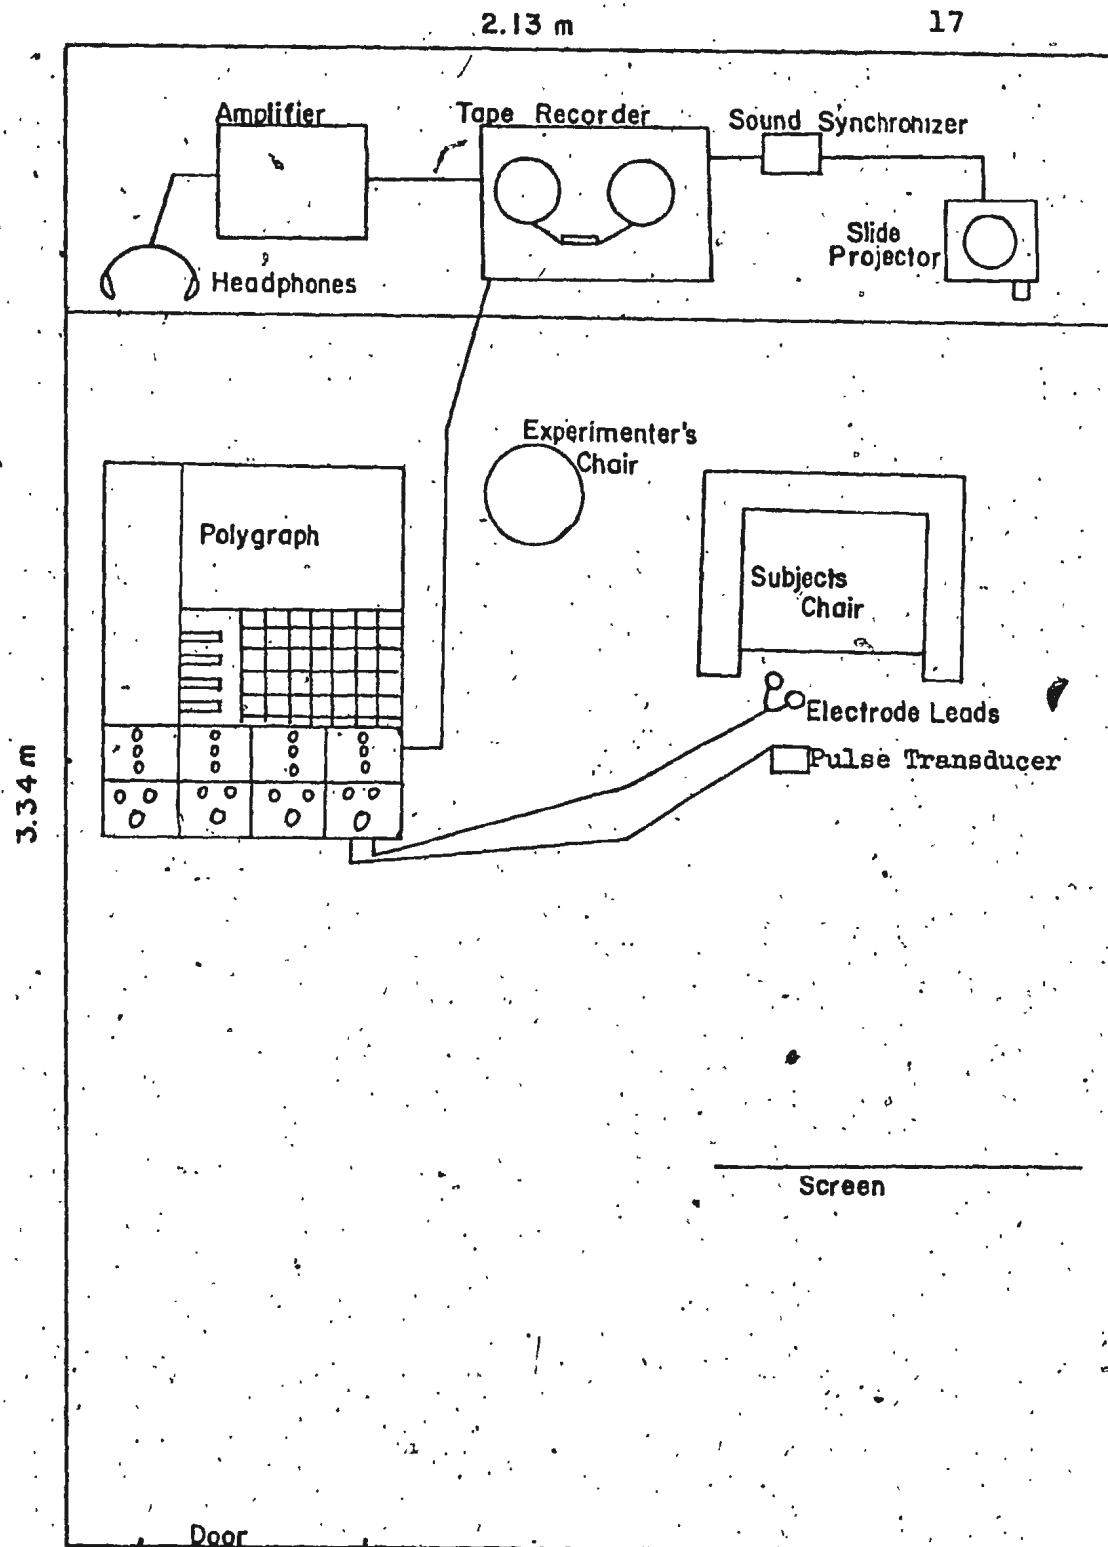 2.13 m
17
Amplifier
Tape Recorder
Sound Synchronizer
Slide
Projector
Headphones
Experimenter's
Chair
Polygraph
Subjects
Chair
Electrode Leads
Pulse Transducer
3.34 m
Screen
Door